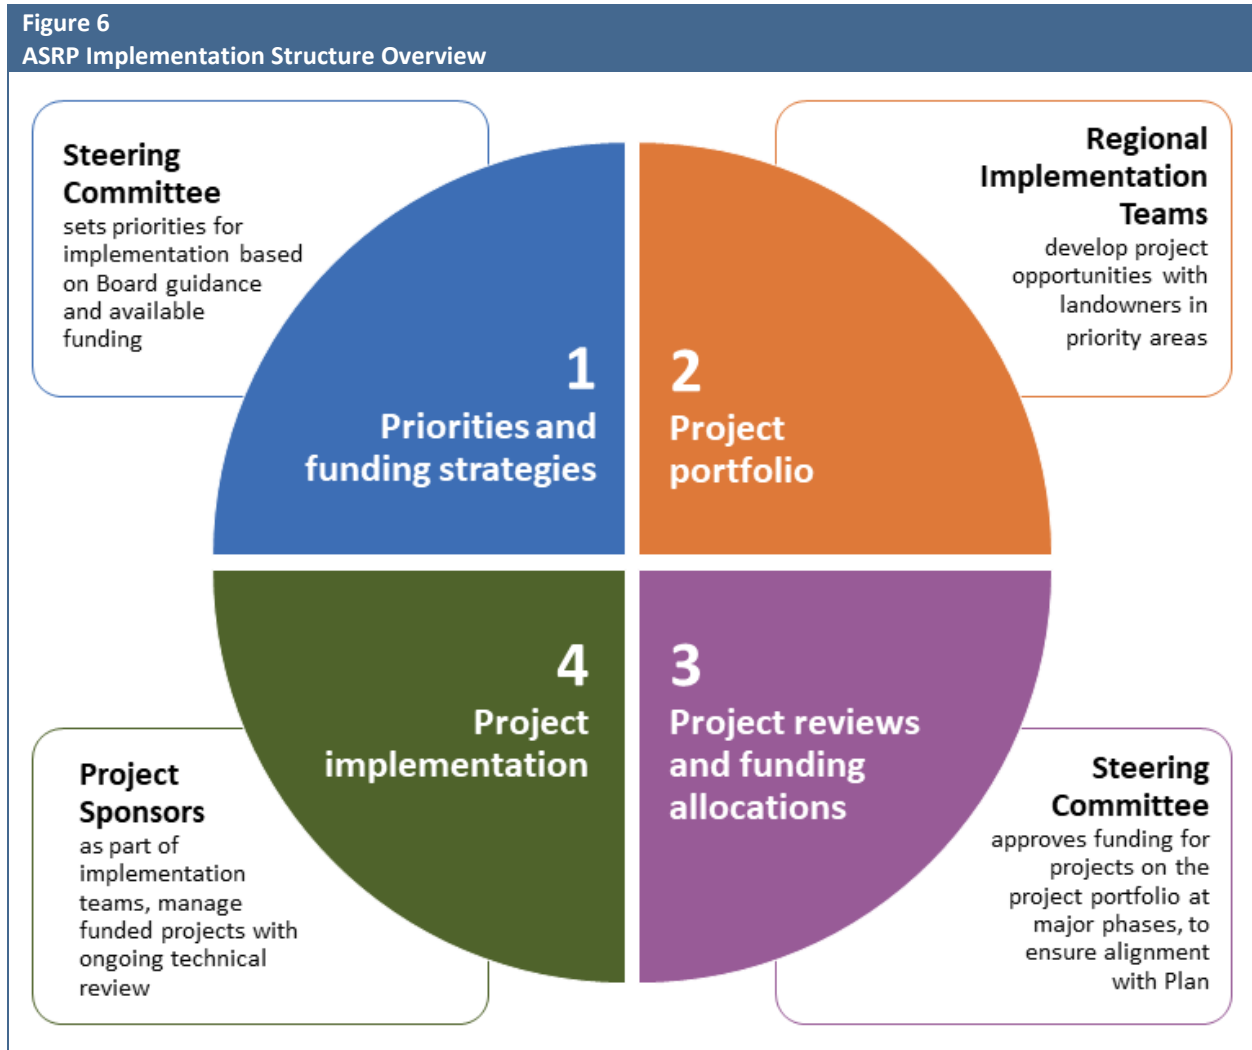 Figure 6
ASRP Implementation Structure Overview
Steering
Committee
sets priorities for
implementation based
on Board guidance
and available
funding
1
Priorities and
funding strategies
Regional
Implementation
Teams
develop project
opportunities with
landowners in
priority areas
2
Project
portfolio
3
Project reviews
and funding
allocations
Steering
Committee
approves funding for
projects on the
project portfolio at
major phases, to
ensure alignment
with Plan
4
Project
implementation
Project
Sponsors
as part of
implementation
teams, manage
funded projects with
ongoing technical
review